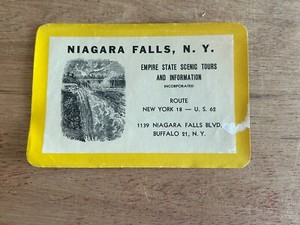 NIAGARA FALLS, N. Y.
EMPIRE STATE SCENIC TOURS
AND INFORMATION
INCORPORATED
ROUTE
NEW YORK 18 — U. S. 62
1139 NIAGARA FALLS BLVD.
BUFFALO 21, N. Y.